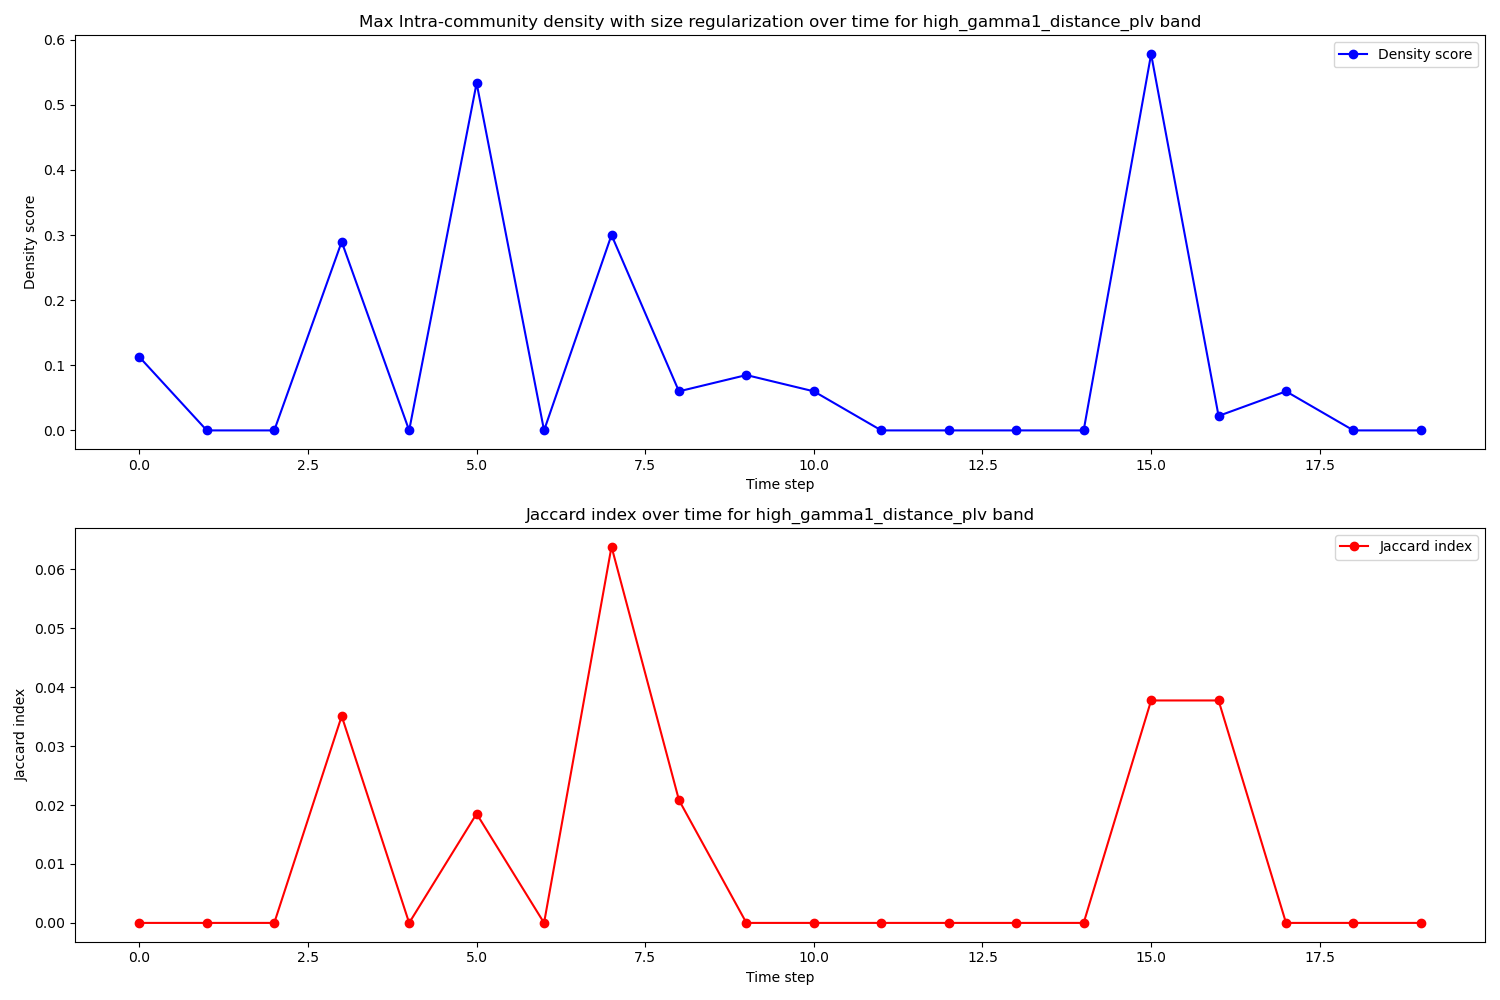 Max Intra-community density with size regularization over time for high_gamma1_distance_plv band
Density score
0.6
0.5
0.4
0.3
0.2
0.1
0.0
Density score
0.0 2.5 5.0 7.5 10.0 12.5 15.0 17.5
Time step
Jaccard index over time for high_gamma1_distance_plv band
Jaccard index
0.06
0.05
0.04
0.03
0.02
0.01
0.00
Jaccard index
0.0 2.5 5.0 7.5 10.0 12.5 15.0 17.5
Time step